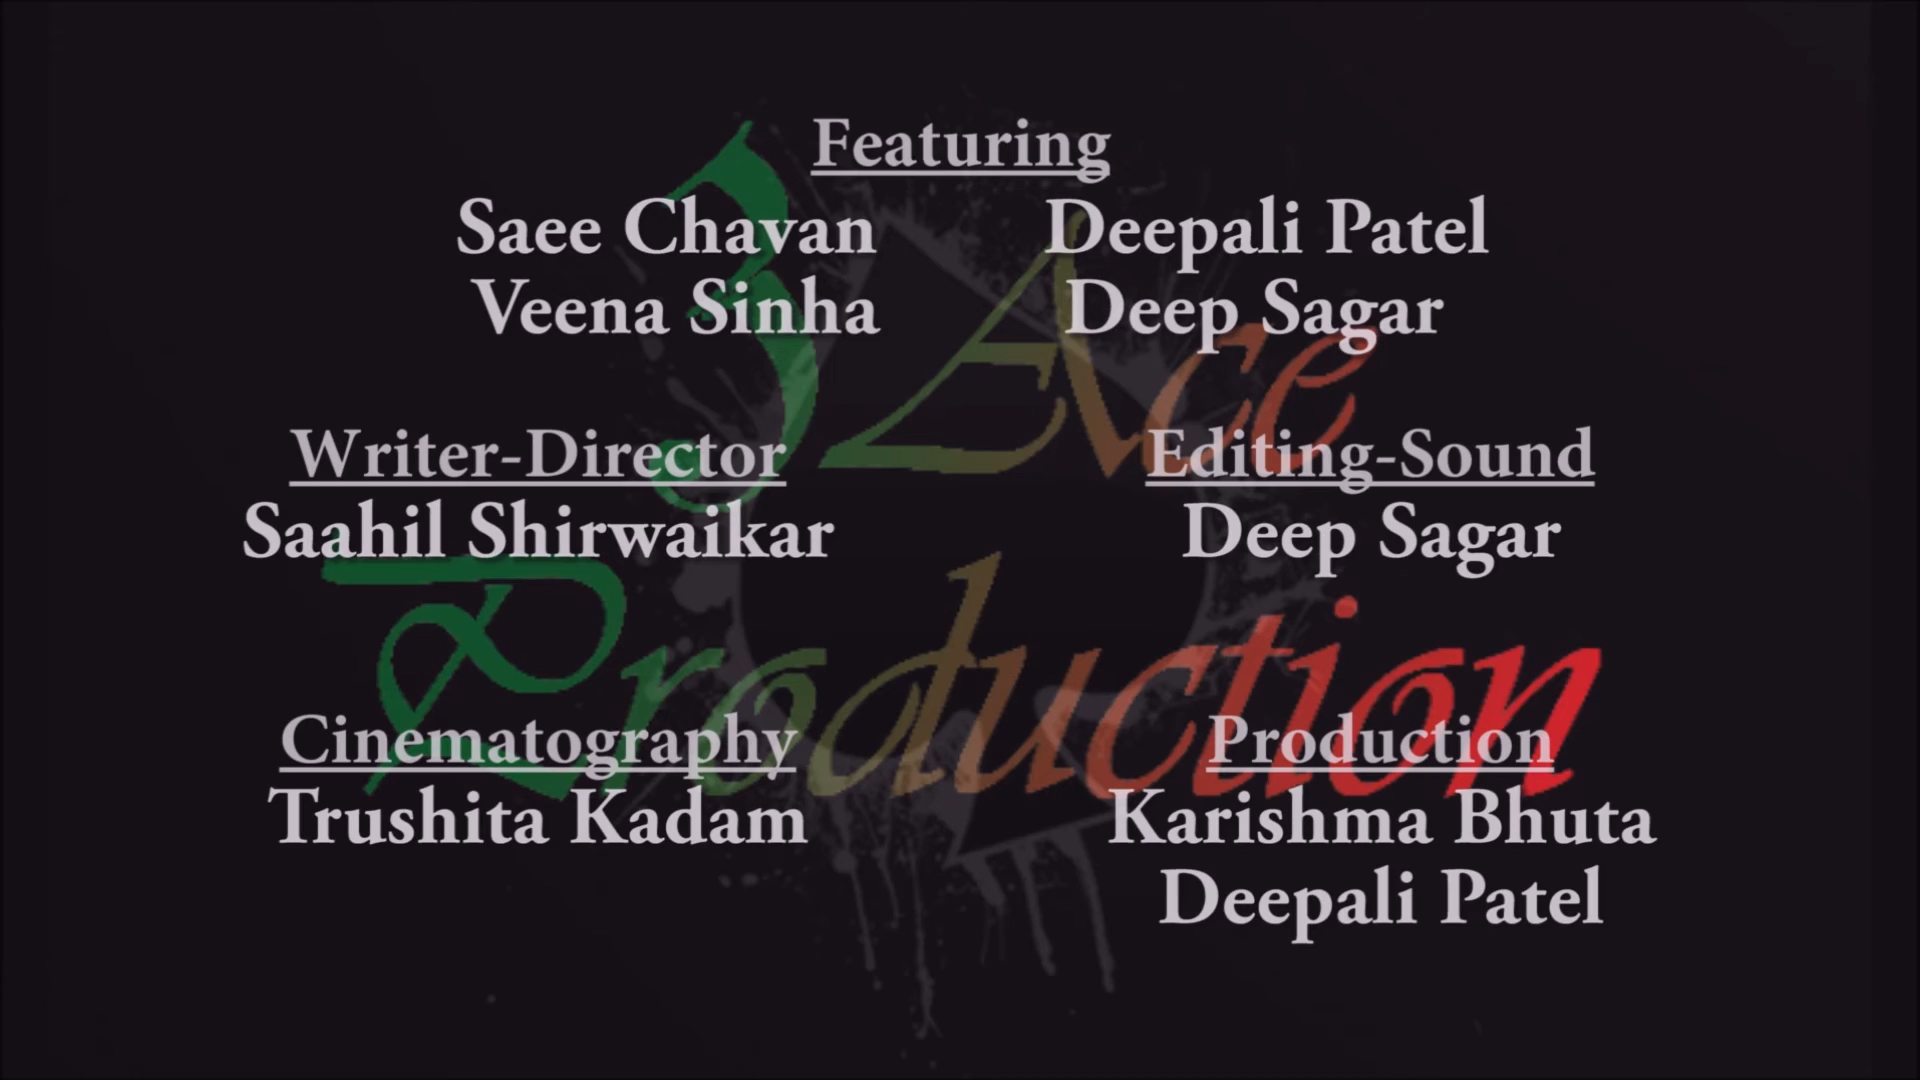 Featuring
Saee Chavan Deepali Patel
Veena Sinha Deep Sagar
3 Ace
Writer-Director Editing-Sound
Saahil Shirwaikar Deep Sagar
Production
Cinematography Production
Trushita Kadam Karishma Bhuta
Deepali Patel